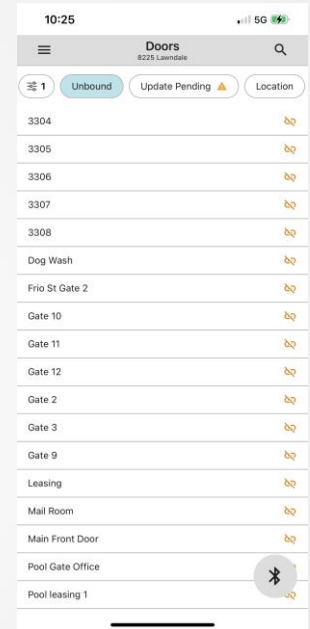 10:25
5G
Doors
8225 Lawndale
1
Unbound
Update Pending
Location
3304
3305
3306
3307
3308
Dog Wash
Frio St Gate 2
Gate 10
Gate 11
Gate 12
Gate 2
Gate 3
Gate 9
Leasing
Mail Room
Main Front Door
Pool Gate Office
Pool leasing 1